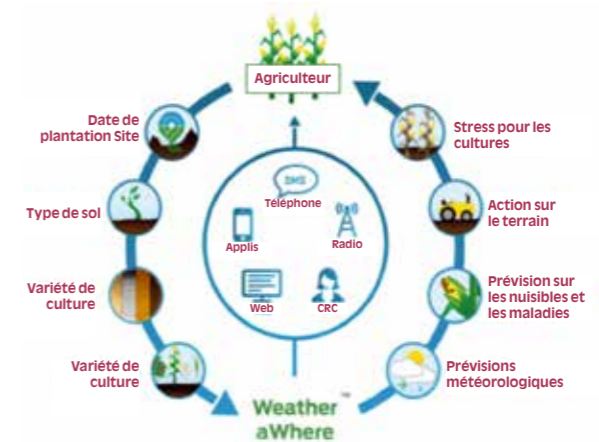 Agriculteur
Date de
plantation Site
Type de sol
Variété de
culture
Variété de
culture
SMS
Téléphone
Applis
Radio
Web
CRC
Stress pour les
cultures
Action sur
le terrain
Prévision sur
les nuisibles et
les maladies
Prévisions
météorologiques
Weather™
aWhere